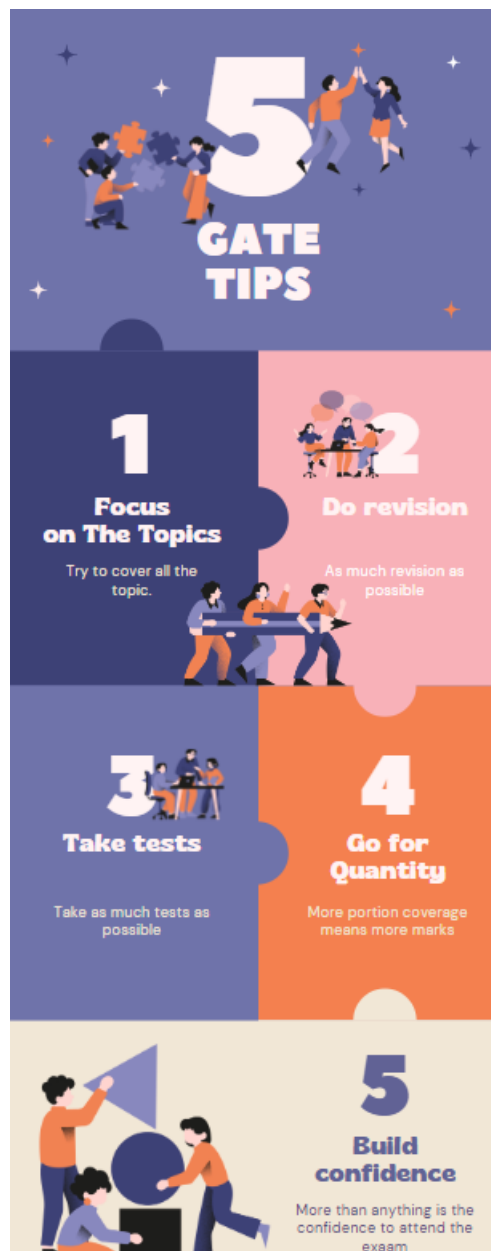 5
GATE
TIPS
1
Focus
on The Topics
Try to cover all the
topic.
2
Do revision
As much revision as
possible
3
Take tests
Take as much tests as
possible
4
Go for
Quantity
More portion coverage
means more marks
5
Build
confidence
More than anything is the
confidence to attend the
exaam